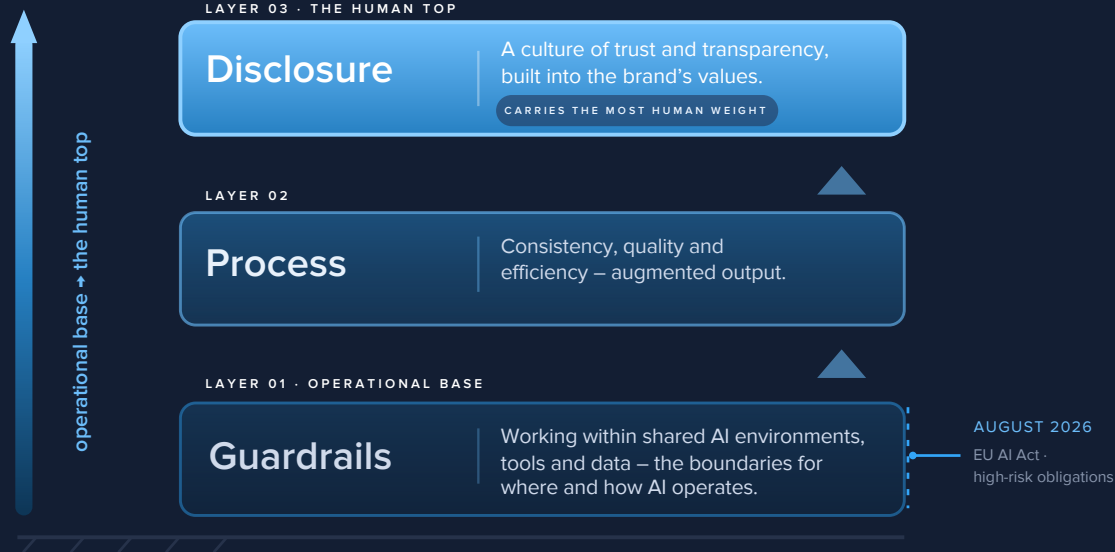 LAYER 03 · THE HUMAN TOP
Disclosure
A culture of trust and transparency,
built into the brand’s values.
CARRIES THE MOST HUMAN WEIGHT
operational base → the human top
LAYER 02
Process
Consistency, quality and
efficiency – augmented output.
LAYER 01 · OPERATIONAL BASE
Guardrails
Working within shared AI environments,
tools and data – the boundaries for
where and how AI operates.
AUGUST 2026
EU AI Act ·
high-risk obligations